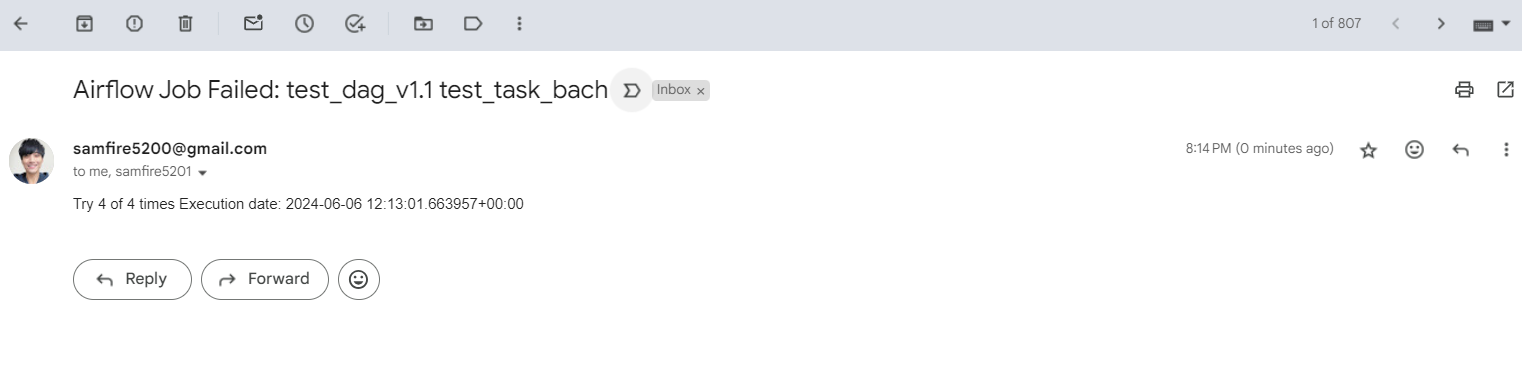 1 of 807
Airflow Job Failed: test_dag_v1.1 test_task_bach Inbox ×
samfire5200@gmail.com 8:14 PM (0 minutes ago)
to me, samfire5201
Try 4 of 4 times Execution date: 2024-06-06 12:13:01.663957+00:00
Reply Forward